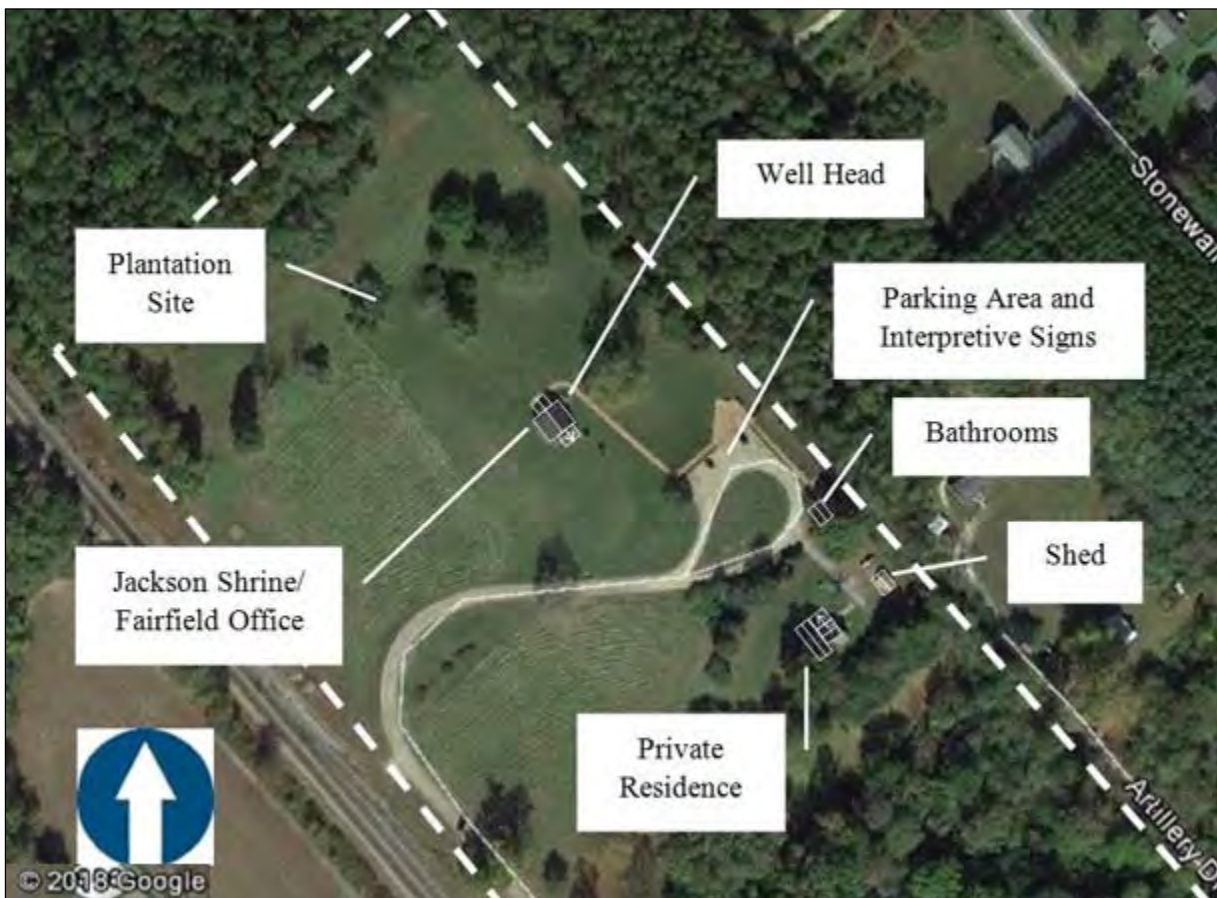 Well Head
Stonewall
Plantation
Site
Parking Area and
Interpretive Signs
Bathrooms
Shed
Jackson Shrine/
Fairfield Office
Private
Residence
Artillery D
© 2018 Google